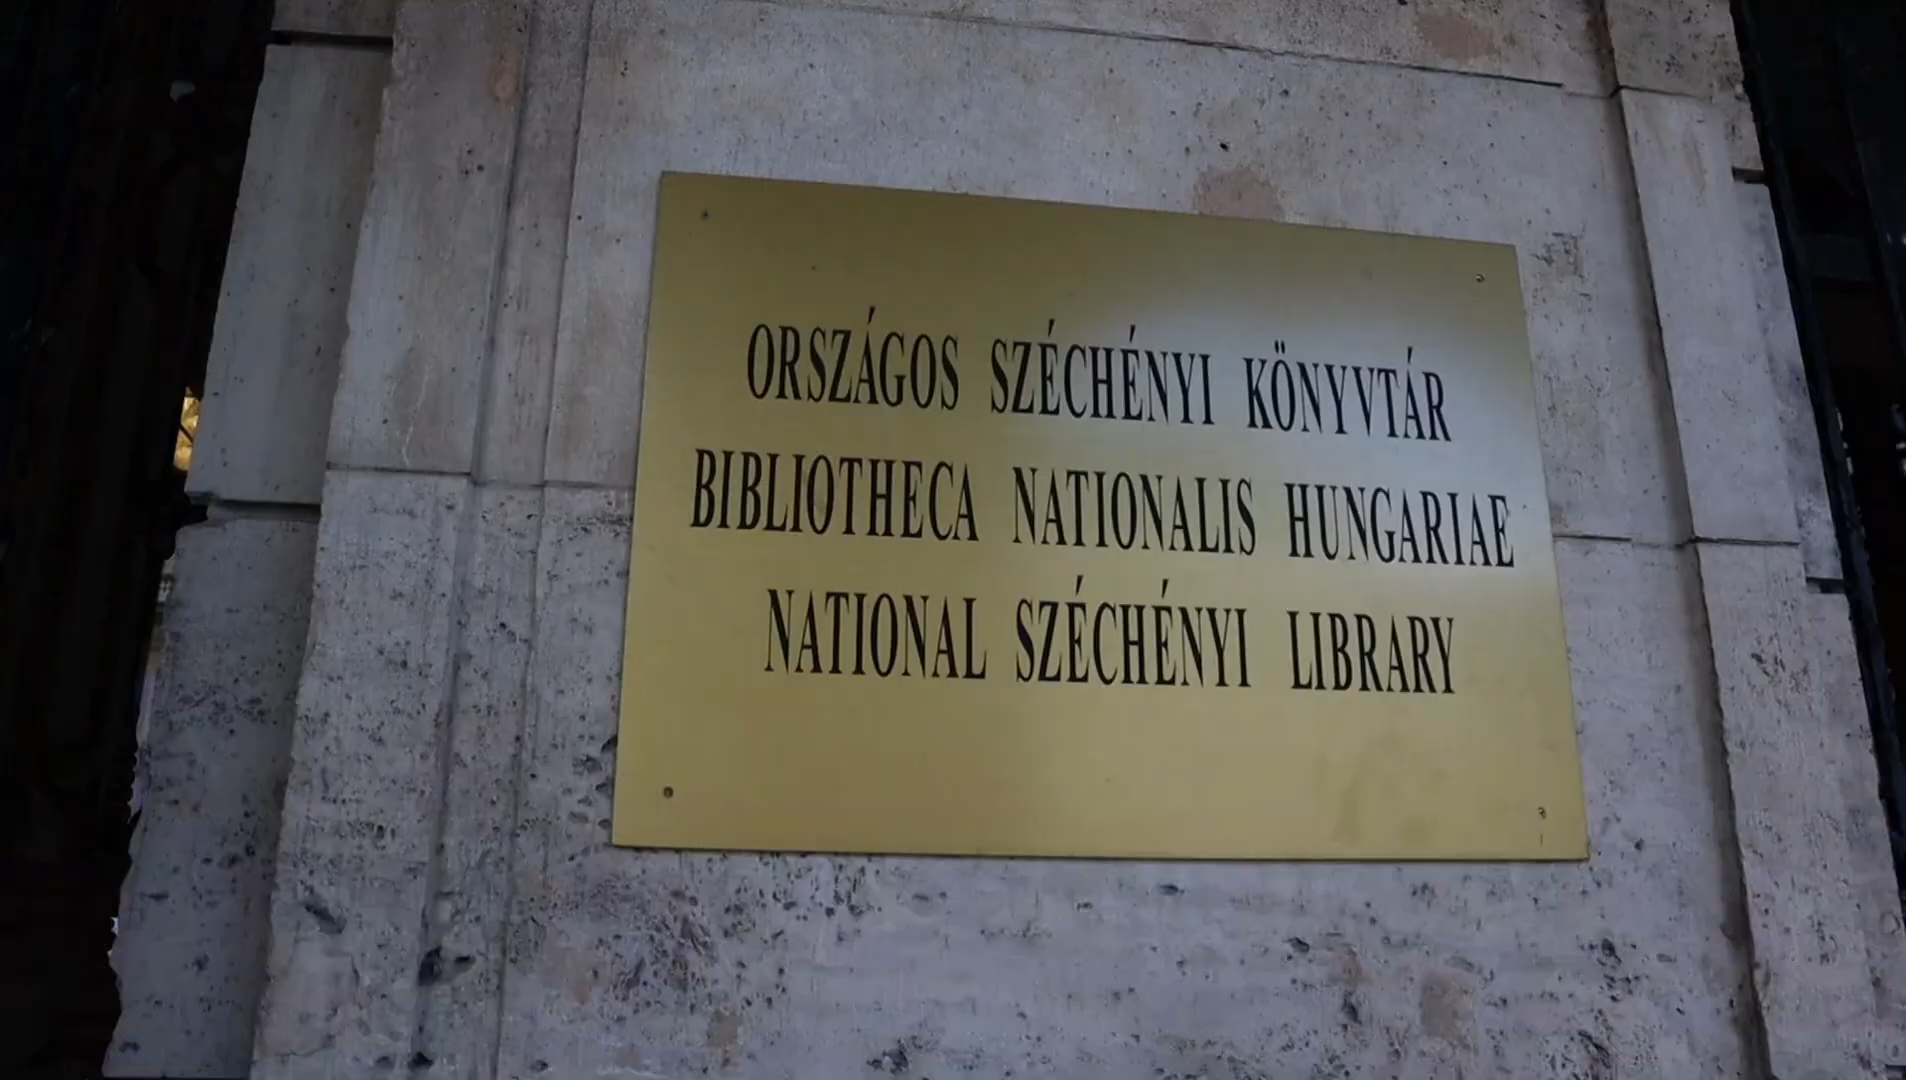 ORSZÁGOS SZÉCHÉNYI KÖNYVTÁR
BIBLIOTHECA NATIONALIS HUNGARIAE
NATIONAL SZÉCHÉNYI LIBRARY